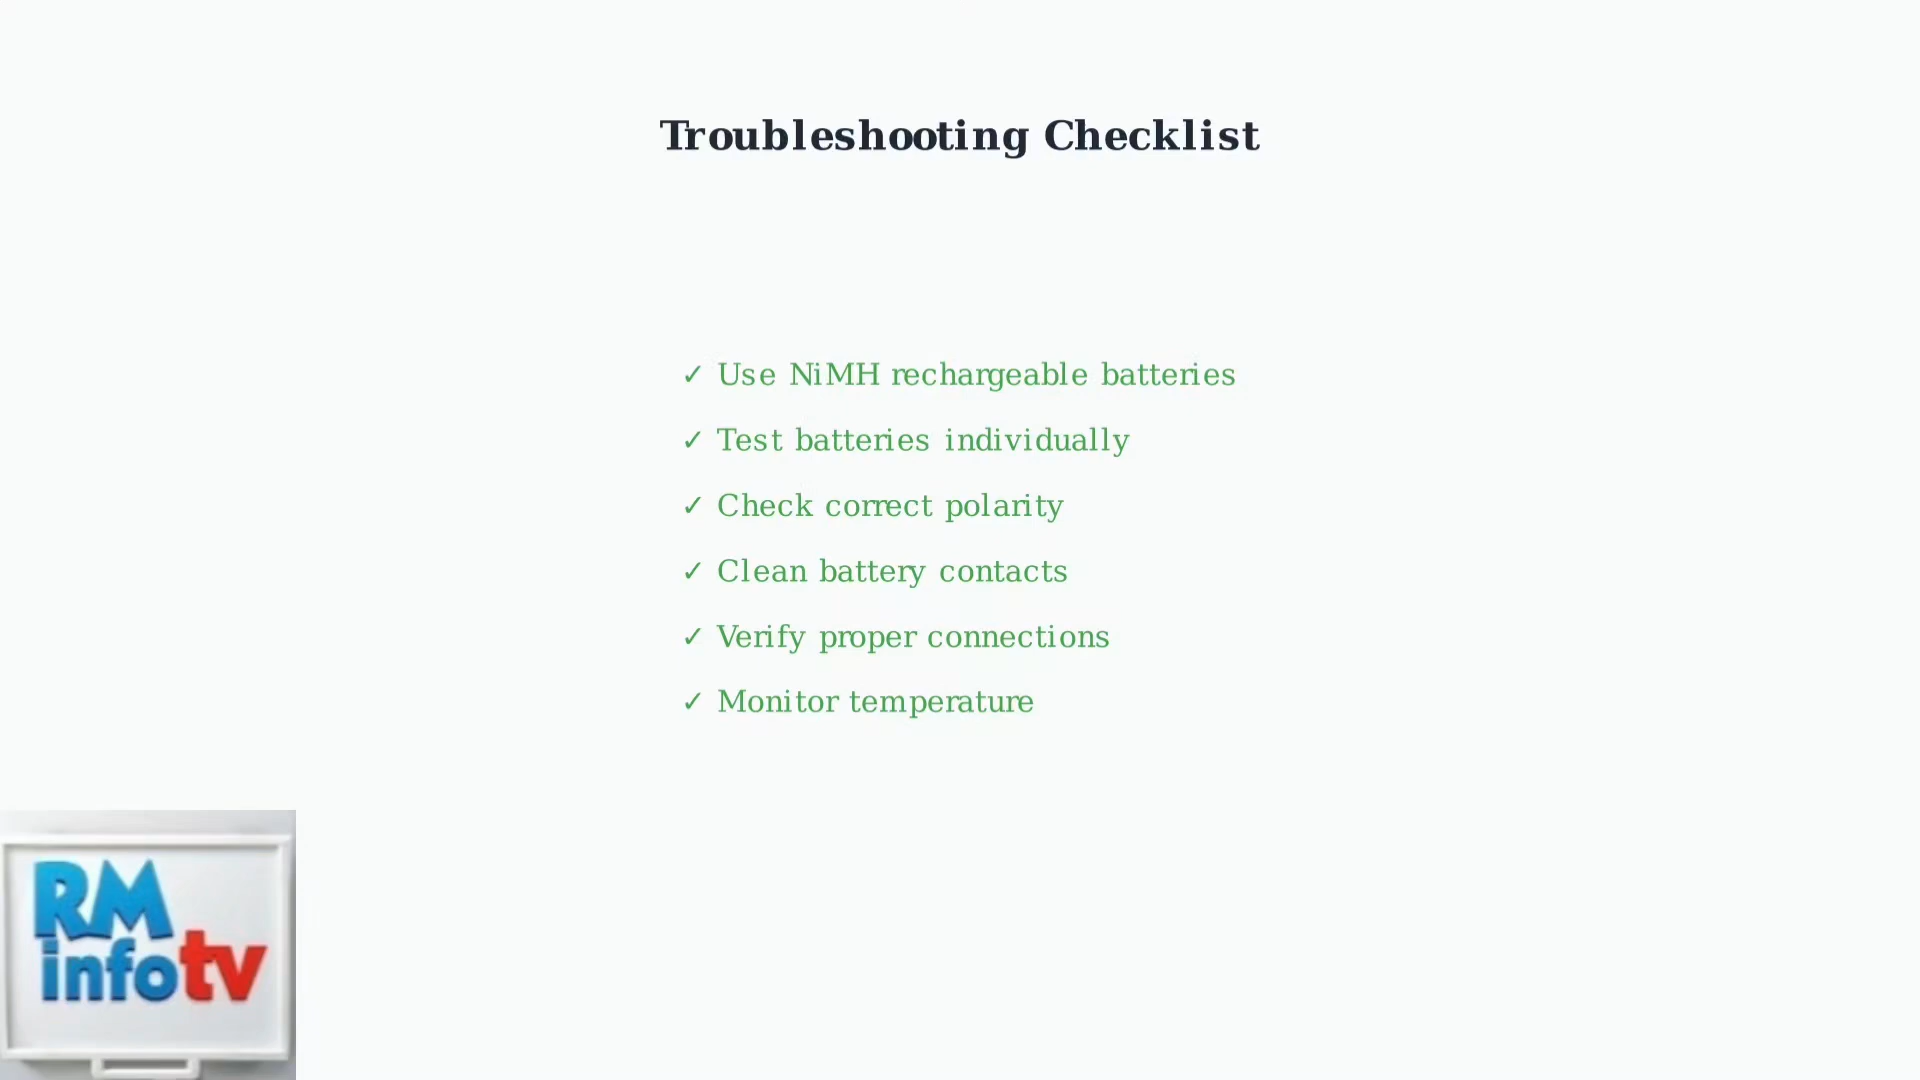 Troubleshooting Checklist
✓ Use NiMH rechargeable batteries
✓ Test batteries individually
✓ Check correct polarity
✓ Clean battery contacts
✓ Verify proper connections
✓ Monitor temperature
RM
infotv